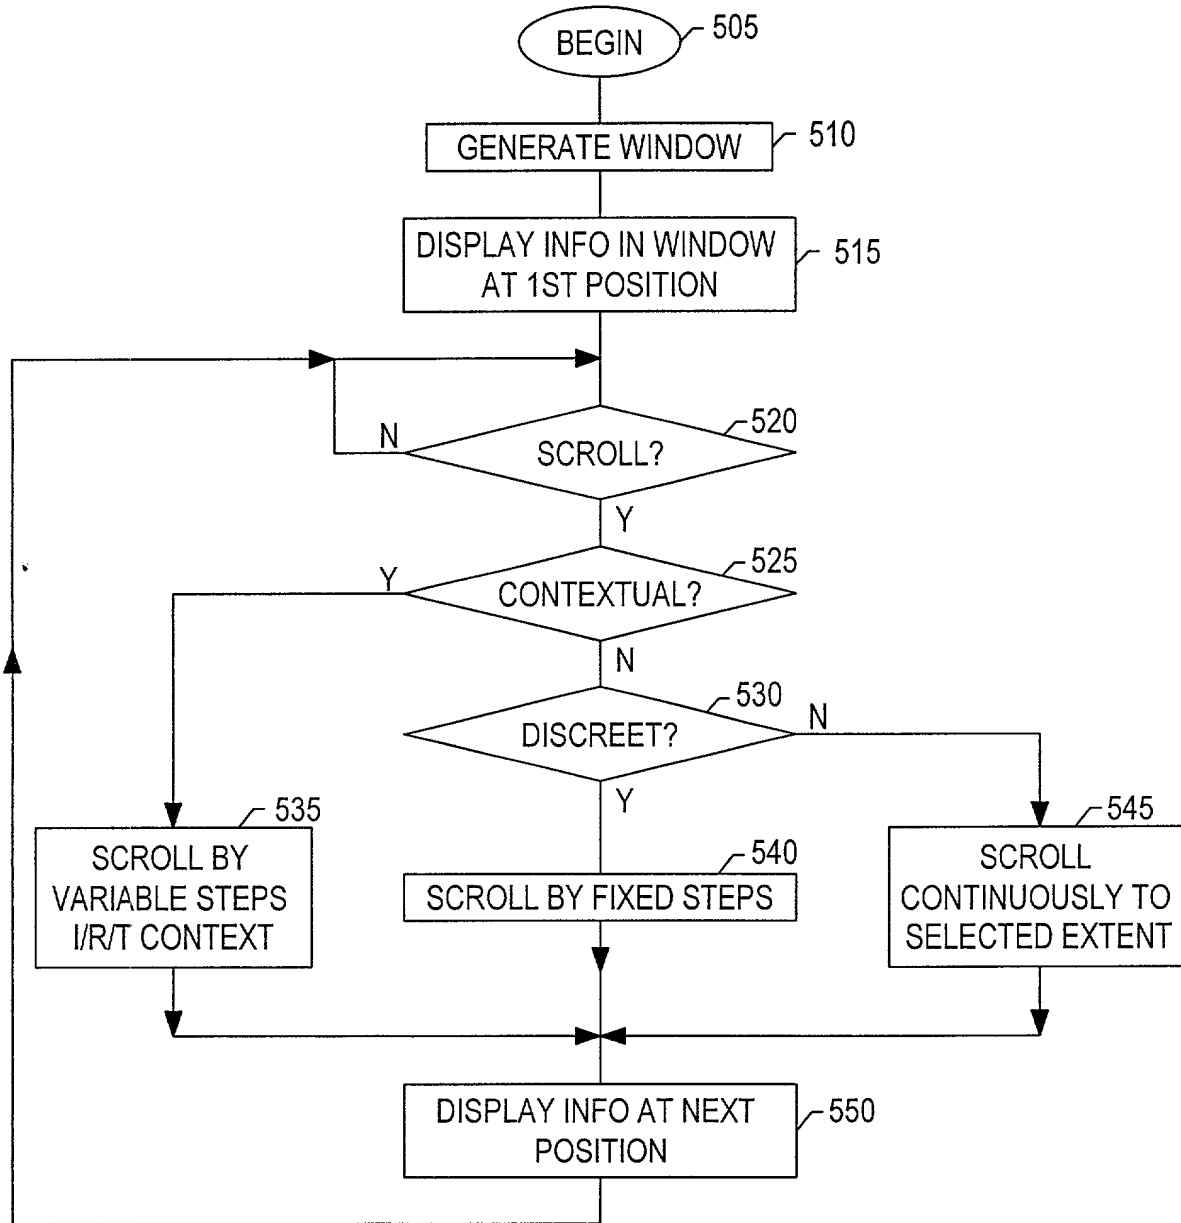 BEGIN
505
GENERATE WINDOW
510
DISPLAY INFO IN WINDOW
AT 1ST POSITION
515
520
N
SCROLL?
Y
525
Y
CONTEXTUAL?
N
530
N
DISCREET?
Y
535
SCROLL BY
VARIABLE STEPS
I/R/T CONTEXT
540
SCROLL BY FIXED STEPS
545
SCROLL
CONTINUOUSLY TO
SELECTED EXTENT
DISPLAY INFO AT NEXT
POSITION
550